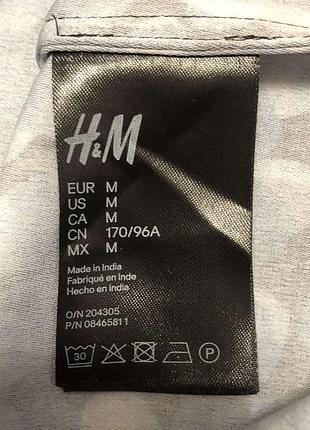 H&M
EUR M
US M
CA M
CN 170/96A
MX M
Made in India
Fabriqué en Inde
Hecho en India
O/N 204305
P/N 08465811
30 P